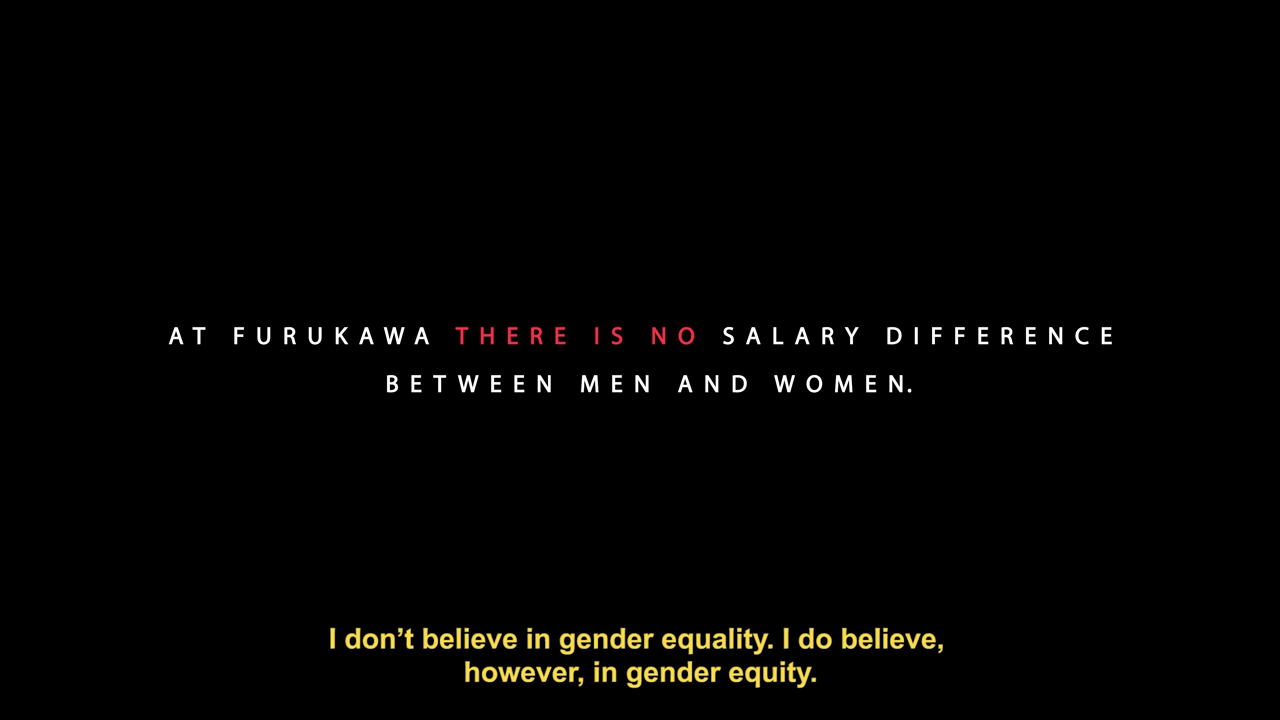 AT FURUKAWA THERE IS NO SALARY DIFFERENCE
BETWEEN MEN AND WOMEN.
I don’t believe in gender equality. I do believe,
however, in gender equity.